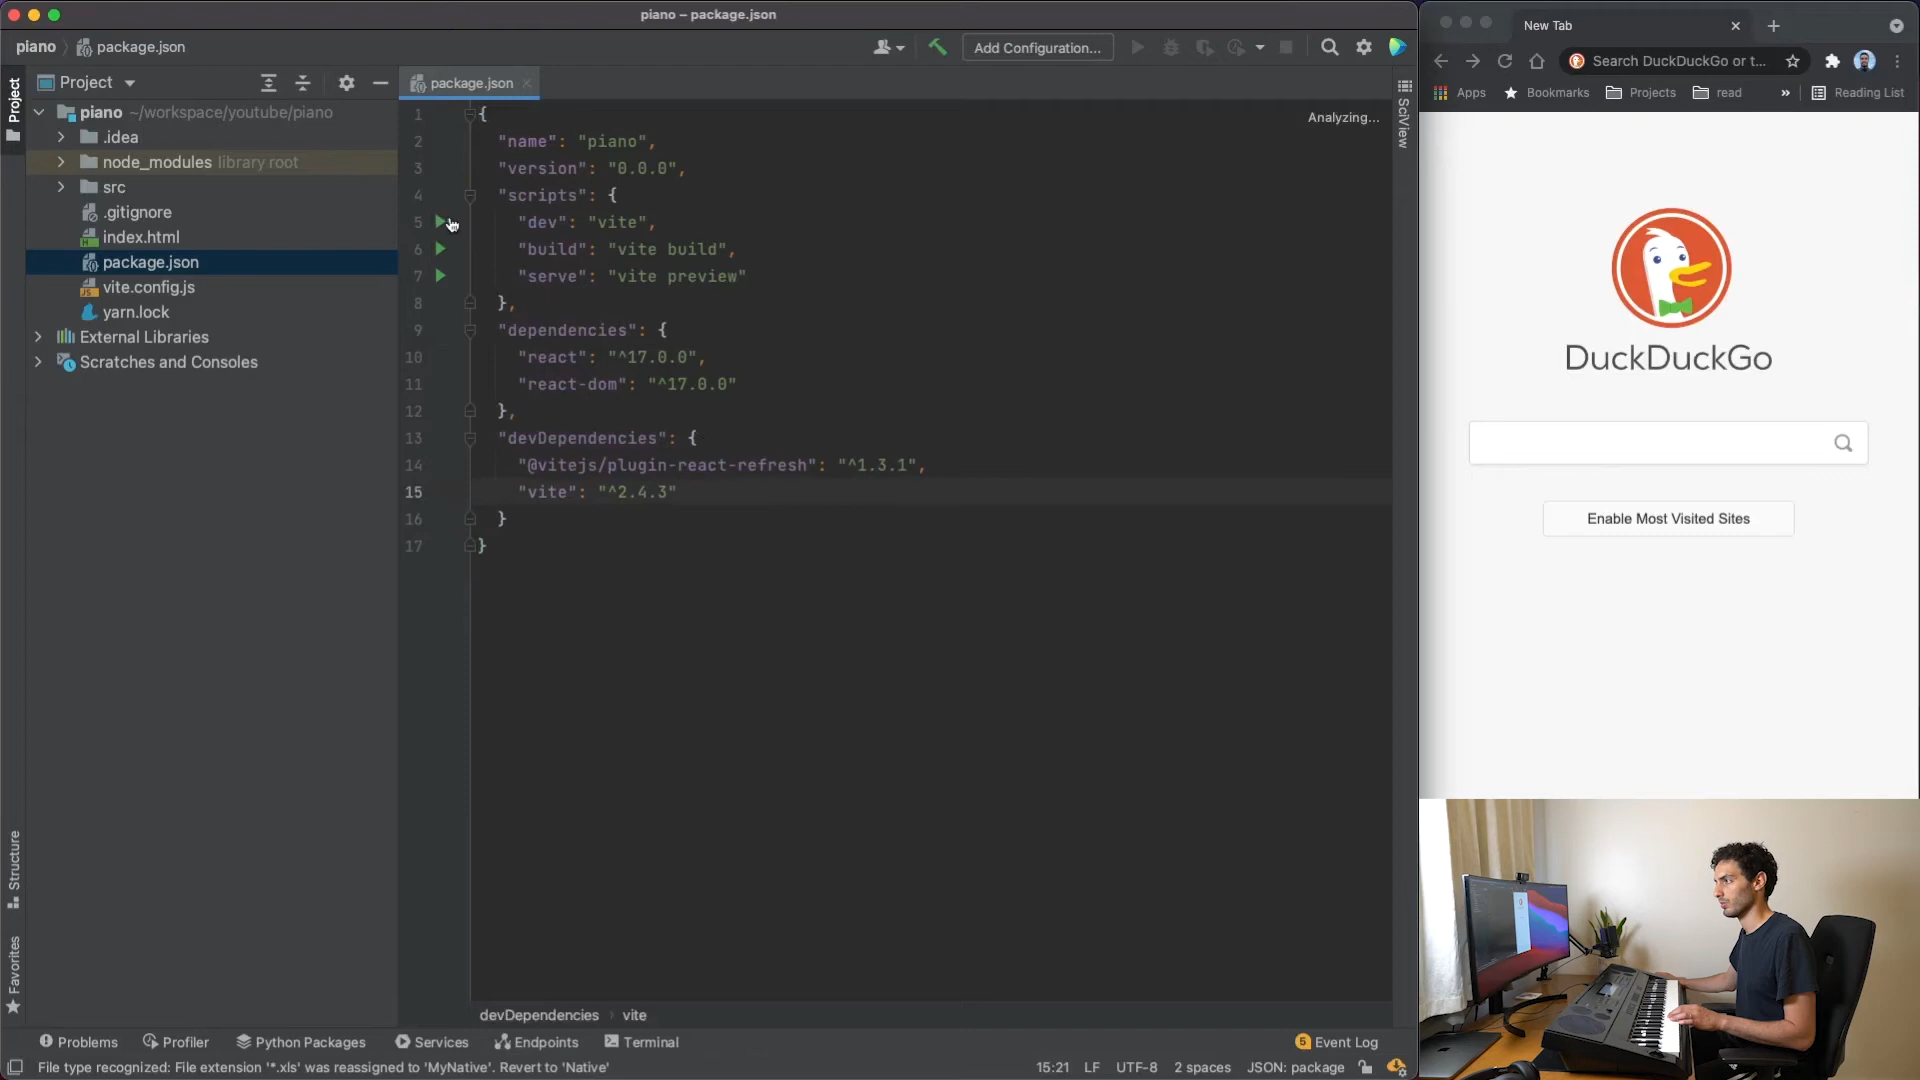 piano – package.json
New Tab
piano
package.json
Add Configuration...
Search DuckDuckGo or t...
Project
package.json
Apps
Bookmarks
Projects
read
»
Reading List
Project
piano ~/workspace/youtube/piano
.idea
node_modules library root
src
.gitignore
index.html
package.json
vite.config.js
yarn.lock
External Libraries
Scratches and Consoles
Structure
Favorites
1 {
2 "name": "piano",
3 "version": "0.0.0",
4 "scripts": {
5 "dev": "vite",
6 "build": "vite build",
7 "serve": "vite preview"
8 },
9 "dependencies": {
10 "react": "^17.0.0",
11 "react-dom": "^17.0.0"
12 },
13 "devDependencies": {
14 "@vitejs/plugin-react-refresh": "^1.3.1",
15 "vite": "^2.4.3"
16 }
17 }
Analyzing...
SciView
DuckDuckGo
Enable Most Visited Sites
devDependencies › vite
Problems
Profiler
Python Packages
Services
Endpoints
Terminal
5 Event Log
File type recognized: File extension '*.xls' was reassigned to 'MyNative'. Revert to 'Native'
15:21 LF UTF-8 2 spaces JSON: package